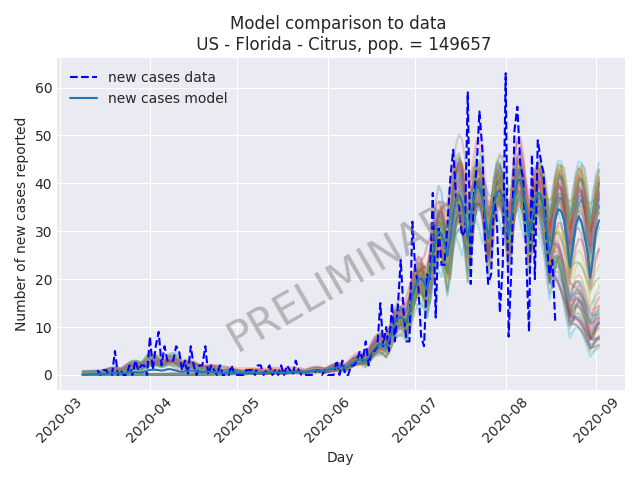 Model comparison to data
US - Florida - Citrus, pop. = 149657
new cases data
new cases model
Number of new cases reported
60
50
40
30
20
10
0
PRELIMINARY
2020-03
2020-04
2020-05
2020-06
2020-07
2020-08
2020-09
Day